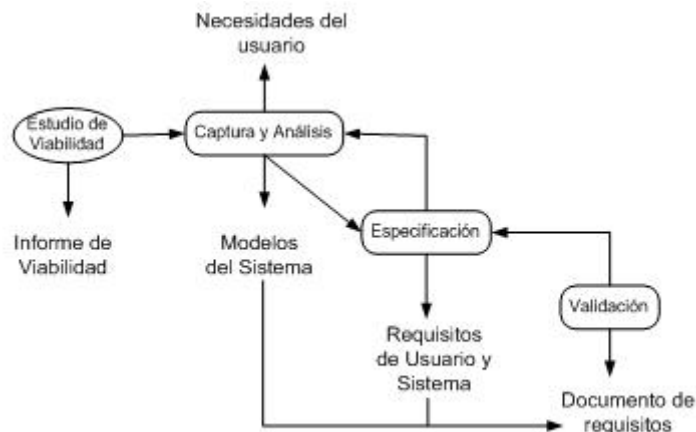 Necesidades del
usuario
Estudio de
Viabilidad
Captura y Análisis
Informe de
Viabilidad
Modelos
del Sistema
Especificación
Validación
Requisitos
de Usuario y
Sistema
Documento de
requisitos